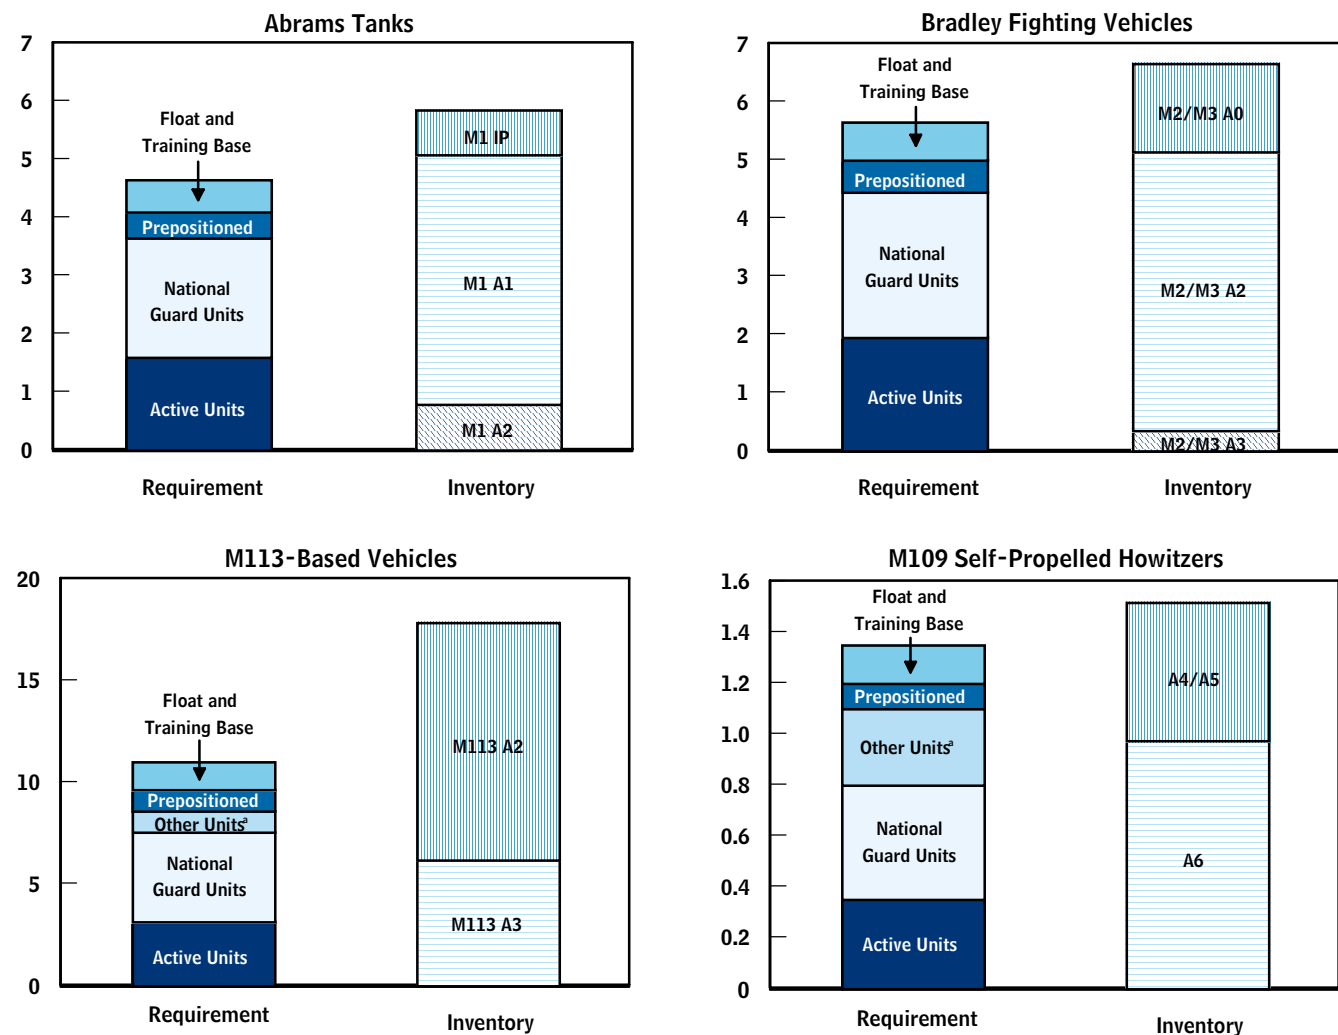 Abrams Tanks
7
6
5
4
3
2
1
0
Float and
Training Base
Prepositioned
National
Guard Units
Active Units
M1 IP
M1 A1
M1 A2
Requirement
Inventory
Bradley Fighting Vehicles
7
6
5
4
3
2
1
0
Float and
Training Base
Prepositioned
National
Guard Units
Active Units
M2/M3 A0
M2/M3 A2
M2/M3 A3
Requirement
Inventory
M113-Based Vehicles
20
15
10
5
0
Float and
Training Base
Prepositioned
Other Unitsª
National
Guard Units
Active Units
M113 A2
M113 A3
Requirement
Inventory
M109 Self-Propelled Howitzers
1.6
1.4
1.2
1.0
0.8
0.6
0.4
0.2
0
Float and
Training Base
Prepositioned
Other Unitsª
National
Guard Units
Active Units
A4/A5
A6
Requirement
Inventory